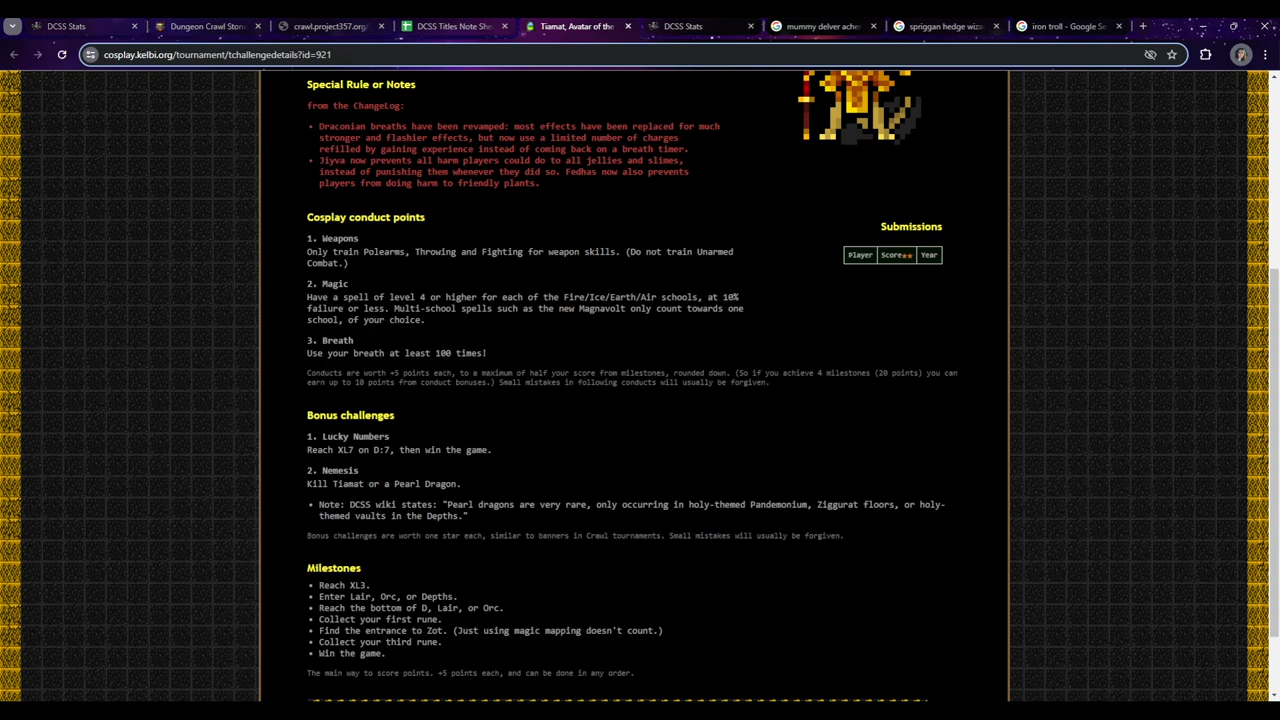 DCSS Stats
Dungeon Crawl Ston
crawl.project357.org/
DCSS Titles Note She
Tiamat, Avatar of the
DCSS Stats
mummy delver ache
spriggan hedge wiza
iron troll - Google Se
cosplay.kelbi.org/tournament/tchallengedetails?id=921
Special Rule or Notes
from the ChangeLog:
• Draconian breaths have been revamped: most effects have been replaced for much
stronger and flashier effects, but now use a limited number of charges
refilled by gaining experience instead of coming back on a breath timer.
• Jiyva now prevents all harm players could do to all jellies and slimes,
instead of punishing them whenever they did so. Fedhas now also prevents
players from doing harm to friendly plants.
Cosplay conduct points
1. Weapons
Only train Polearms, Throwing and Fighting for weapon skills. (Do not train Unarmed
Combat.)
2. Magic
Have a spell of level 4 or higher for each of the Fire/Ice/Earth/Air schools, at 10%
failure or less. Multi-school spells such as the new Magnavolt only count towards one
school, of your choice.
3. Breath
Use your breath at least 100 times!
Conducts are worth +5 points each, to a maximum of half your score from milestones, rounded down. (So if you achieve 4 milestones (20 points) you can
earn up to 10 points from conduct bonuses.) Small mistakes in following conducts will usually be forgiven.
Submissions
Player Score★★ Year
Bonus challenges
1. Lucky Numbers
Reach XL7 on D:7, then win the game.
2. Nemesis
Kill Tiamat or a Pearl Dragon.
• Note: DCSS wiki states: "Pearl dragons are very rare, only occurring in holy-themed Pandemonium, Ziggurat floors, or holy-
themed vaults in the Depths."
Bonus challenges are worth one star each, similar to banners in Crawl tournaments. Small mistakes will usually be forgiven.
Milestones
• Reach XL3.
• Enter Lair, Orc, or Depths.
• Reach the bottom of D, Lair, or Orc.
• Collect your first rune.
• Find the entrance to Zot. (Just using magic mapping doesn't count.)
• Collect your third rune.
• Win the game.
The main way to score points. +5 points each, and can be done in any order.